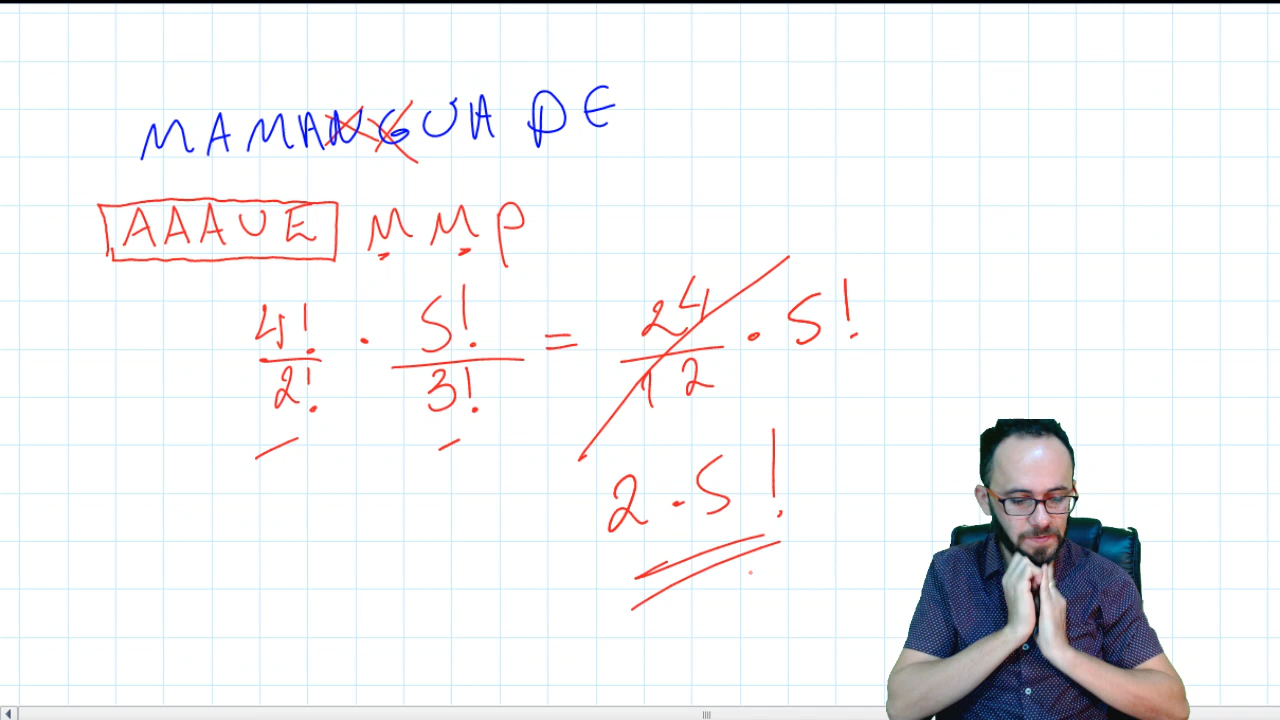 MAMANGUA PE
AAAUE MMP
4!/2! · 5!/3! = 24/12 · 5!
2 · 5!